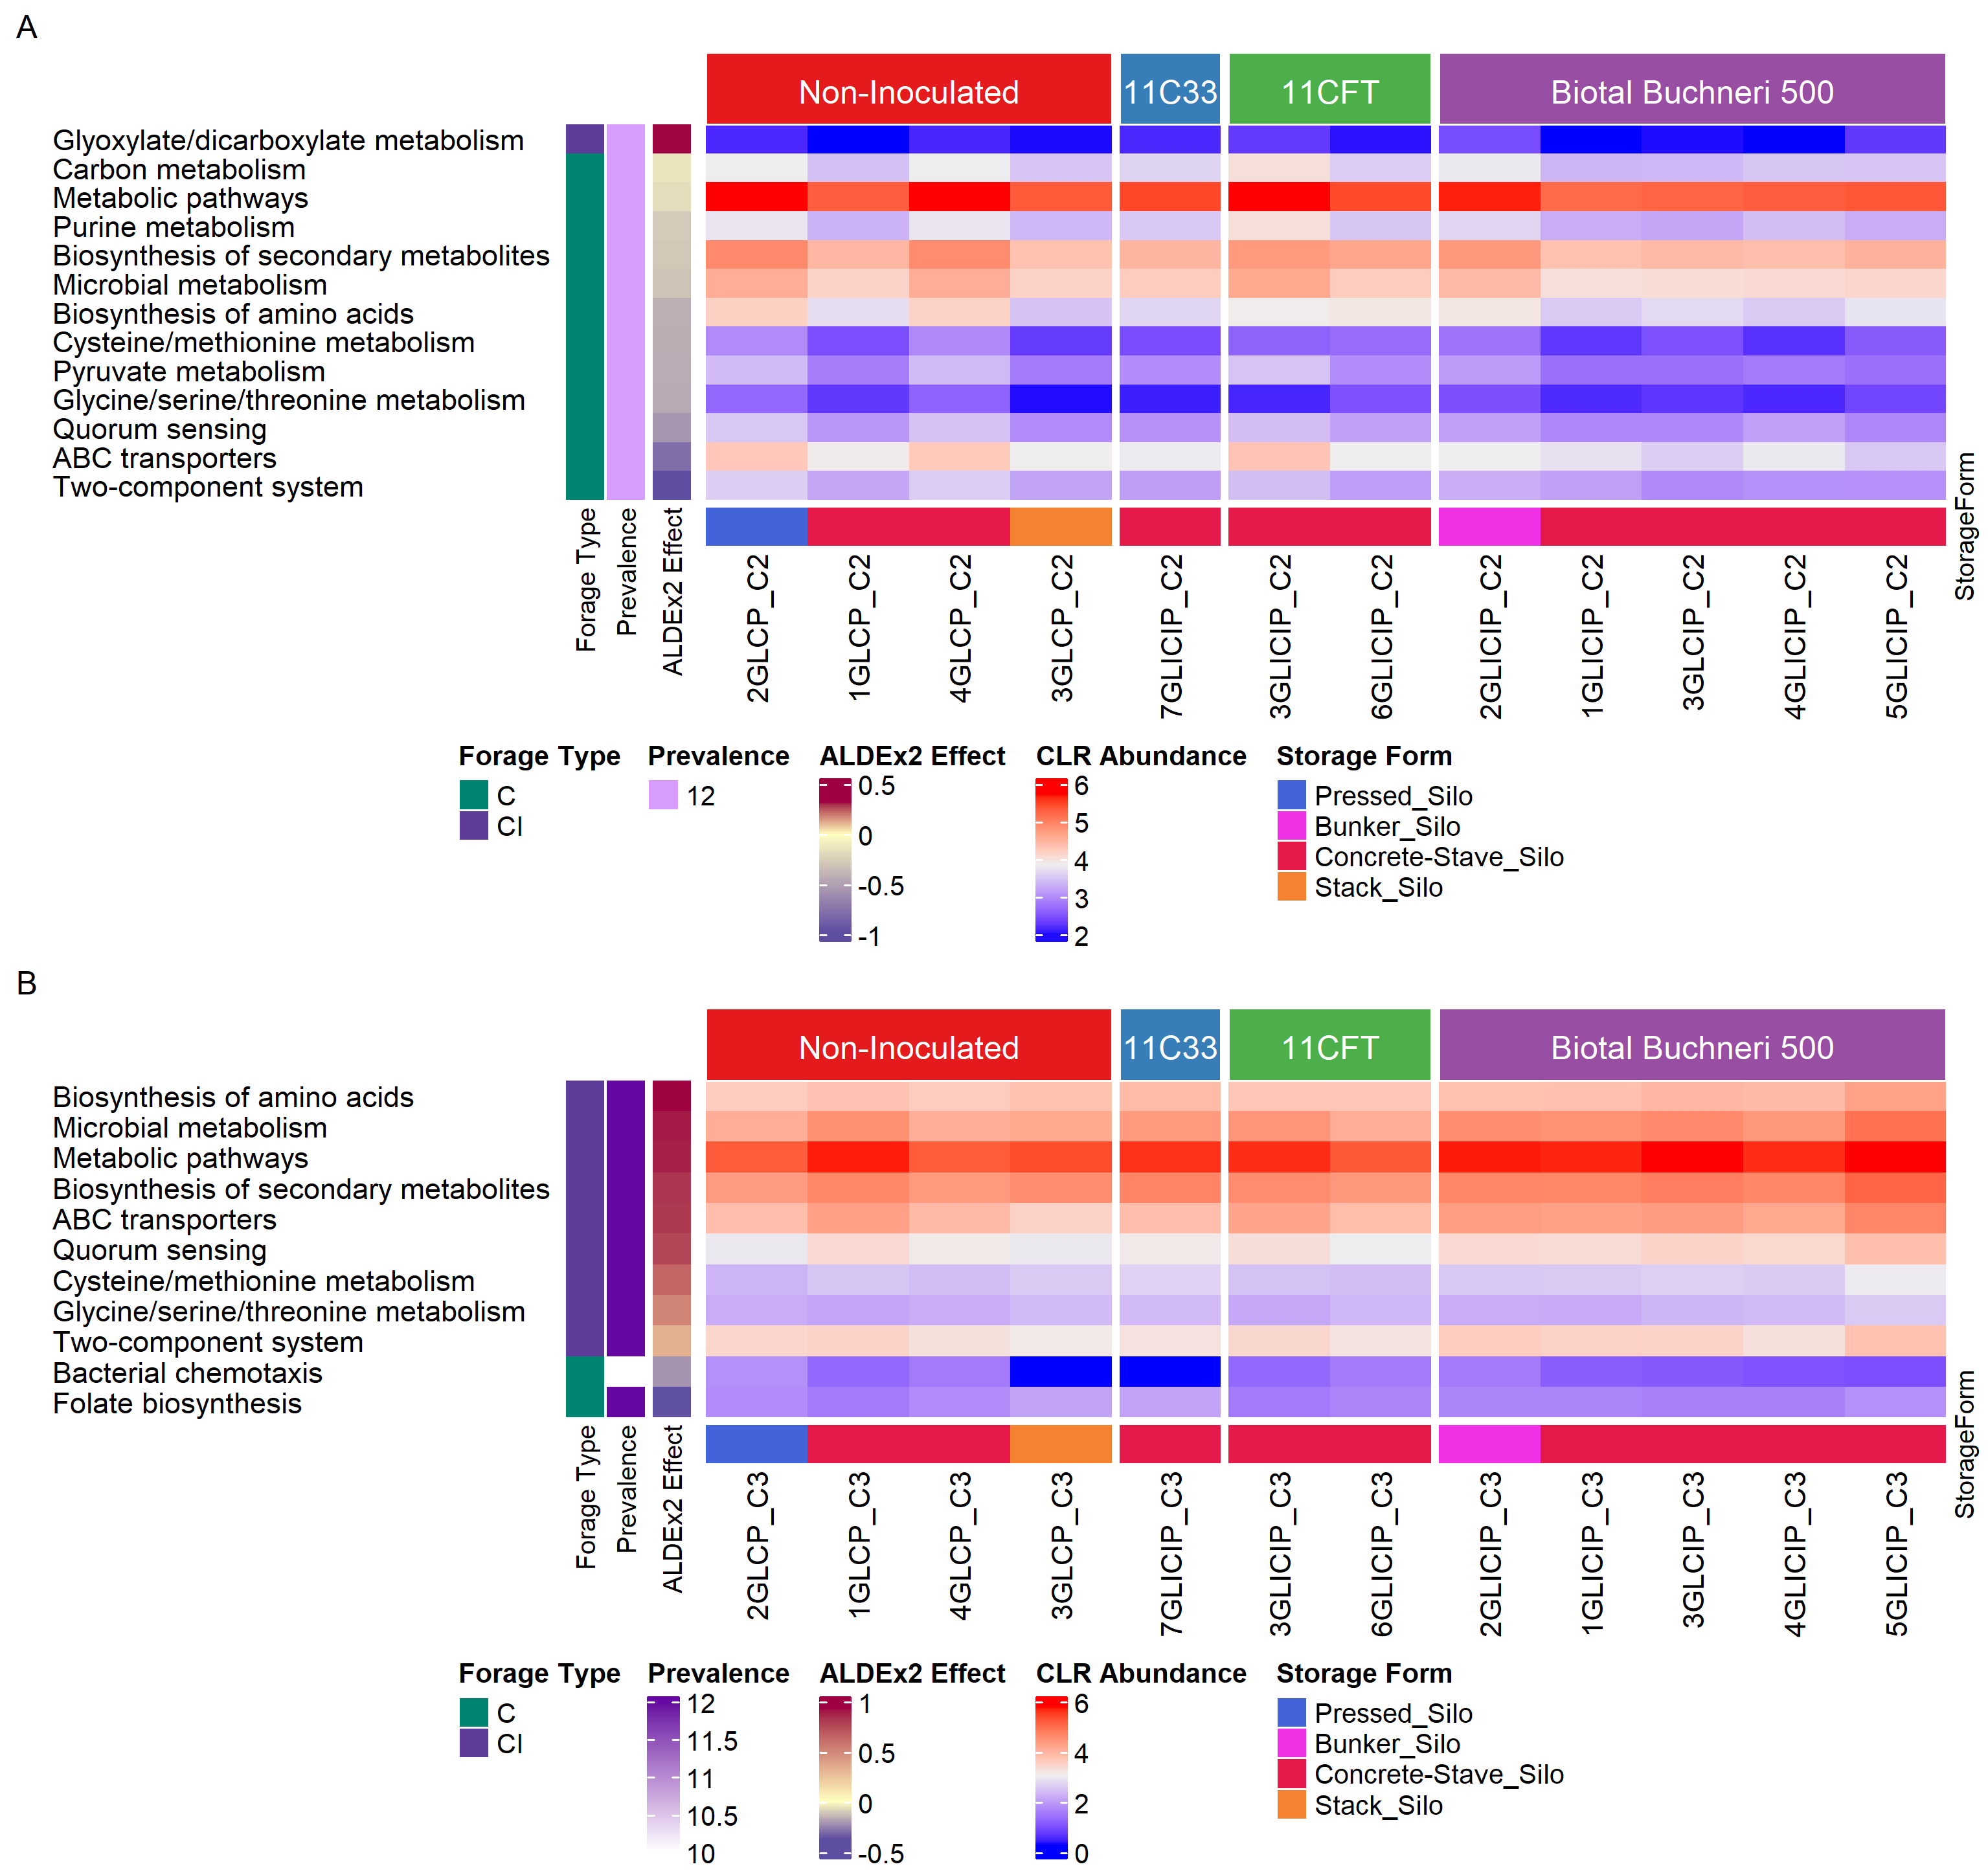 A
Non-Inoculated 11C33 11CFT Biotal Buchneri 500
Glyoxylate/dicarboxylate metabolism
Carbon metabolism
Metabolic pathways
Purine metabolism
Biosynthesis of secondary metabolites
Microbial metabolism
Biosynthesis of amino acids
Cysteine/methionine metabolism
Pyruvate metabolism
Glycine/serine/threonine metabolism
Quorum sensing
ABC transporters
Two-component system
StorageForm
Forage Type Prevalence ALDEx2 Effect 2GLCP_C2 1GLCP_C2 4GLCP_C2 3GLCP_C2 7GLICIP_C2 3GLICIP_C2 6GLICIP_C2 2GLICIP_C2 1GLICIP_C2 3GLCIP_C2 4GLICIP_C2 5GLICIP_C2
Forage Type Prevalence ALDEx2 Effect CLR Abundance Storage Form
C 12 0.5 6 Pressed_Silo
CI 0 5 Bunker_Silo
-0.5 4 Concrete-Stave_Silo
-1 3 Stack_Silo
2
B
Non-Inoculated 11C33 11CFT Biotal Buchneri 500
Biosynthesis of amino acids
Microbial metabolism
Metabolic pathways
Biosynthesis of secondary metabolites
ABC transporters
Quorum sensing
Cysteine/methionine metabolism
Glycine/serine/threonine metabolism
Two-component system
Bacterial chemotaxis
Folate biosynthesis
StorageForm
Forage Type Prevalence ALDEx2 Effect 2GLCP_C3 1GLCP_C3 4GLCP_C3 3GLCP_C3 7GLICIP_C3 3GLICIP_C3 6GLICIP_C3 2GLICIP_C3 1GLICIP_C3 3GLCIP_C3 4GLICIP_C3 5GLICIP_C3
Forage Type Prevalence ALDEx2 Effect CLR Abundance Storage Form
C 12 1 6 Pressed_Silo
CI 11.5 0.5 4 Bunker_Silo
11 0 2 Concrete-Stave_Silo
10.5 -0.5 0 Stack_Silo
10